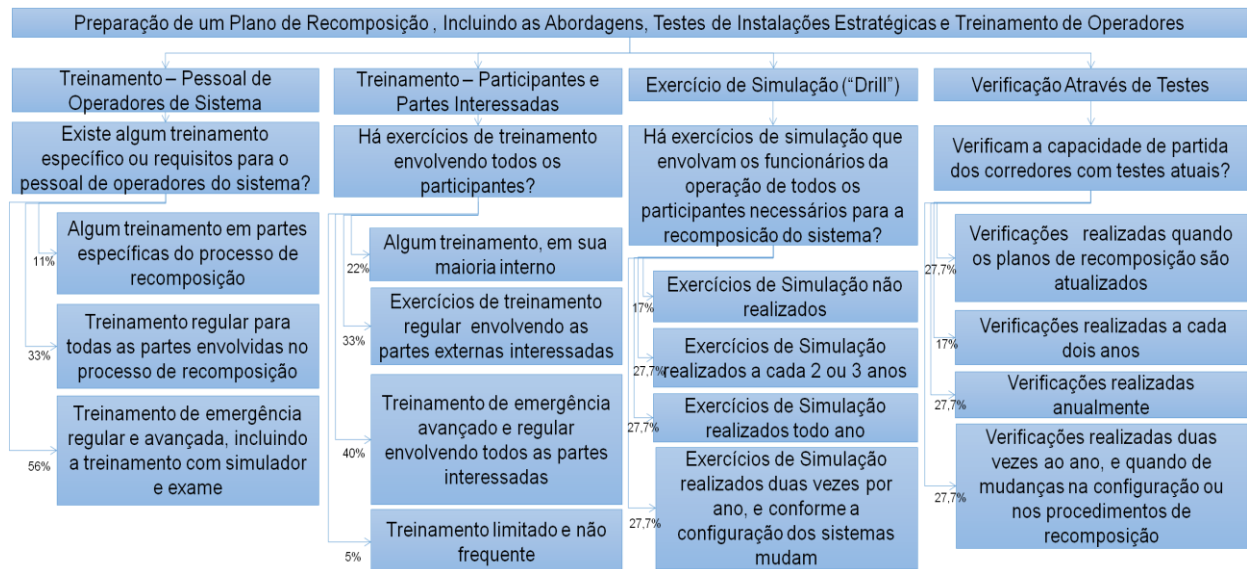 Preparação de um Plano de Recomposição , Incluindo as Abordagens, Testes de Instalações Estratégicas e Treinamento de Operadores
Treinamento – Pessoal de
Operadores de Sistema
Existe algum treinamento
específico ou requisitos para o
pessoal de operadores do sistema?
11%
Algum treinamento em partes
específicas do processo de
recomposição
33%
Treinamento regular para
todas as partes envolvidas no
processo de recomposição
56%
Treinamento de emergência
regular e avançada, incluindo
a treinamento com simulador
e exame
Treinamento – Participantes e
Partes Interessadas
Há exercícios de treinamento
envolvendo todos os
participantes?
22%
Algum treinamento, em sua
maioria interno
33%
Exercícios de treinamento
regular envolvendo as
partes externas interessadas
40%
Treinamento de emergência
avançado e regular
envolvendo todos as partes
interessadas
5%
Treinamento limitado e não
frequente
Exercício de Simulação (“Drill”)
Há exercícios de simulação que
envolvam os funcionários da
operação de todos os
participantes necessários para a
recomposição do sistema?
17%
Exercícios de Simulação não
realizados
27,7%
Exercícios de Simulação
realizados a cada 2 ou 3 anos
27,7%
Exercícios de Simulação
realizados todo ano
27,7%
Exercícios de Simulação
realizados duas vezes por
ano, e conforme a
configuração dos sistemas
mudam
Verificação Através de Testes
Verificam a capacidade de partida
dos corredores com testes atuais?
27,7%
Verificações realizadas quando
os planos de recomposição são
atualizados
17%
Verificações realizadas a cada
dois anos
27,7%
Verificações realizadas
anualmente
27,7%
Verificações realizadas duas
vezes ao ano, e quando de
mudanças na configuração ou
nos procedimentos de
recomposição